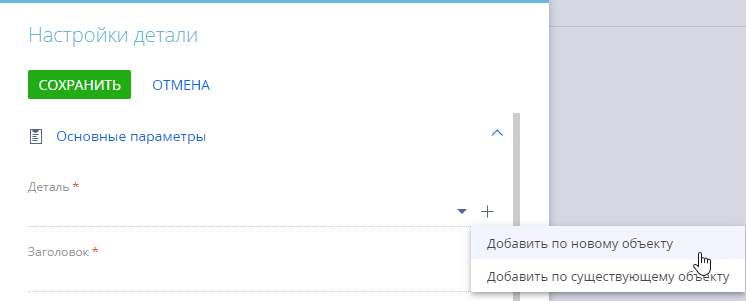 Настройки детали
СОХРАНИТЬ ОТМЕНА
Основные параметры
Деталь *
Заголовок *
Добавить по новому объекту
Добавить по существующему объекту